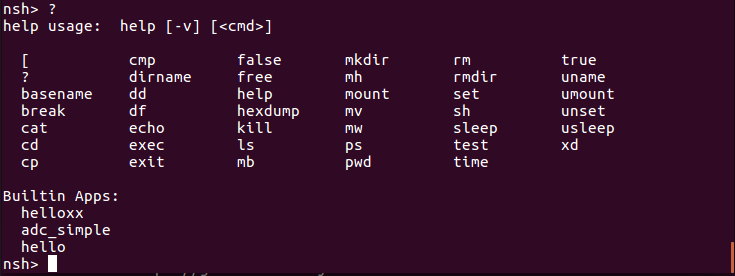 nsh> ?
help usage:  help [-v] [<cmd>]
[ cmp false mkdir rm true
? dirname free mh rmdir uname
basename dd help mount set umount
break df hexdump mv sh unset
cat echo kill mw sleep usleep
cd exec ls ps test xd
cp exit mb pwd time
Builtin Apps:
helloxx
adc_simple
hello
nsh>